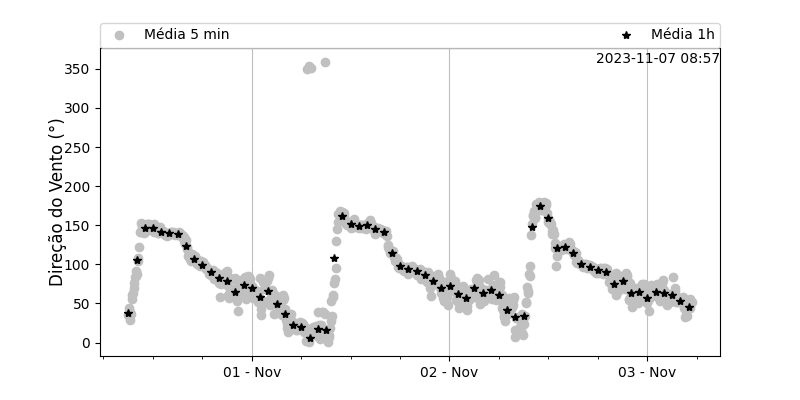 Média 5 min
Média 1h
2023-11-07 08:57
Direção do Vento (°)
350
300
250
200
150
100
50
0
01 - Nov
02 - Nov
03 - Nov